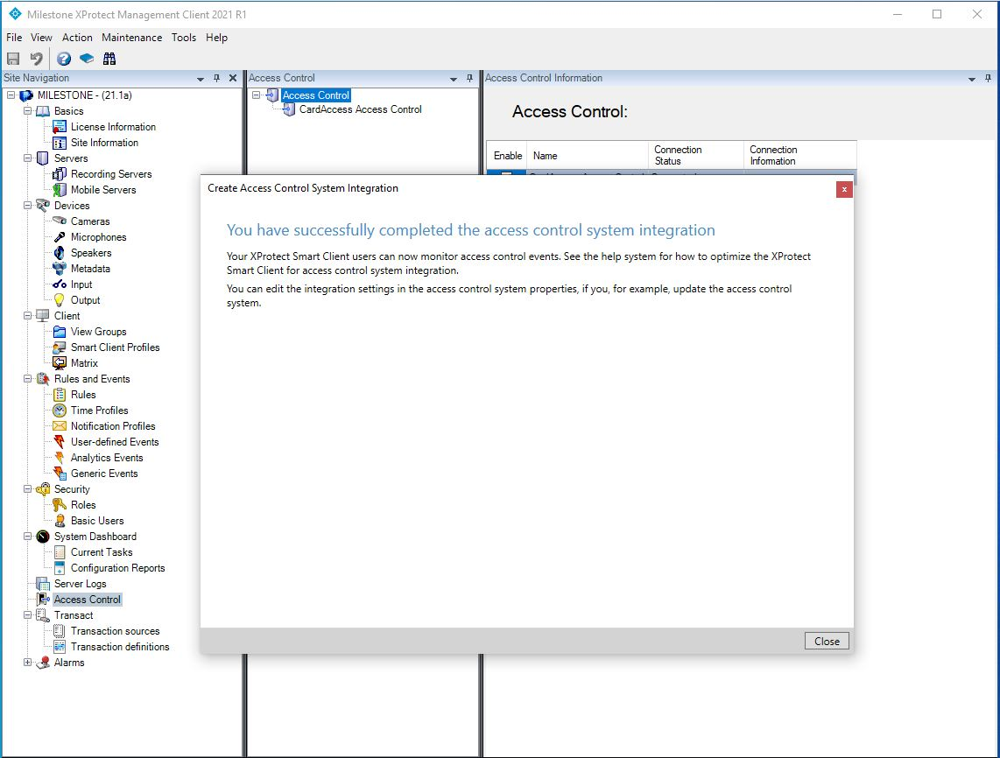 Milestone XProtect Management Client 2021 R1
File View Action Maintenance Tools Help
Site Navigation
MILESTONE - (21.1a)
Basics
License Information
Site Information
Servers
Recording Servers
Mobile Servers
Devices
Cameras
Microphones
Speakers
Metadata
Input
Output
Client
View Groups
Smart Client Profiles
Matrix
Rules and Events
Rules
Time Profiles
Notification Profiles
User-defined Events
Analytics Events
Generic Events
Security
Roles
Basic Users
System Dashboard
Current Tasks
Configuration Reports
Server Logs
Access Control
Transact
Transaction sources
Transaction definitions
Alarms
Access Control
Access Control
CardAccess Access Control
Access Control Information
Access Control:
Enable Name Connection Status Connection Information
Create Access Control System Integration
x
You have successfully completed the access control system integration
Your XProtect Smart Client users can now monitor access control events. See the help system for how to optimize the XProtect
Smart Client for access control system integration.
You can edit the integration settings in the access control system properties, if you, for example, update the access control
system.
Close